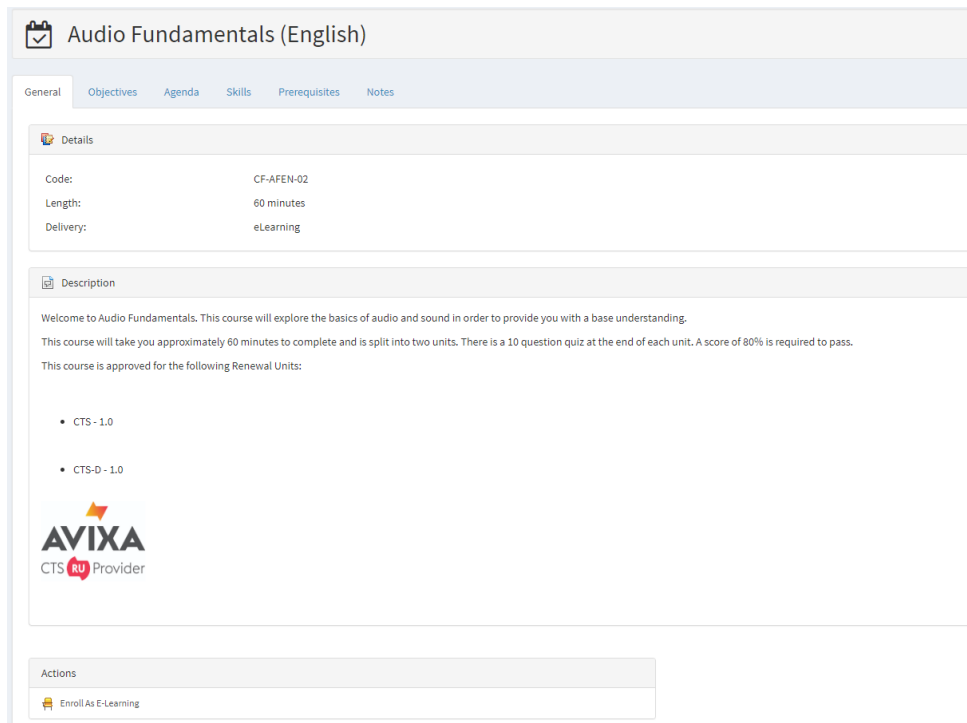 Audio Fundamentals (English)
General Objectives Agenda Skills Prerequisites Notes
Details
Code: CF-AFEN-02
Length: 60 minutes
Delivery: eLearning
Description
Welcome to Audio Fundamentals. This course will explore the basics of audio and sound in order to provide you with a base understanding.
This course will take you approximately 60 minutes to complete and is split into two units. There is a 10 question quiz at the end of each unit. A score of 80% is required to pass.
This course is approved for the following Renewal Units:
• CTS - 1.0
• CTS-D - 1.0
AVIXA
CTS RU Provider
Actions
Enroll As E-Learning